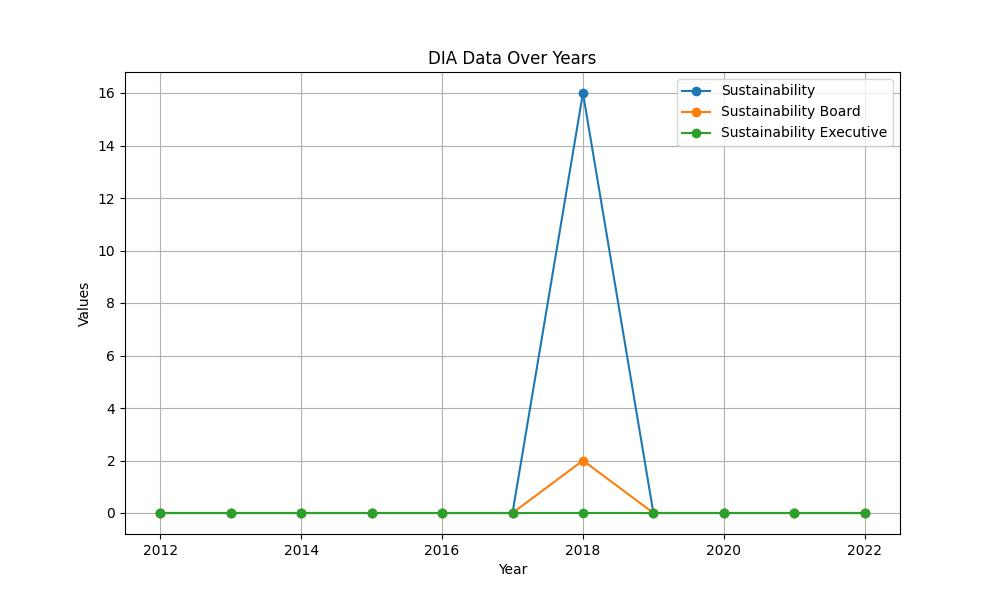 DIA Data Over Years
Sustainability
Sustainability Board
Sustainability Executive
Values
16
14
12
10
8
6
4
2
0
2012 2014 2016 2018 2020 2022
Year